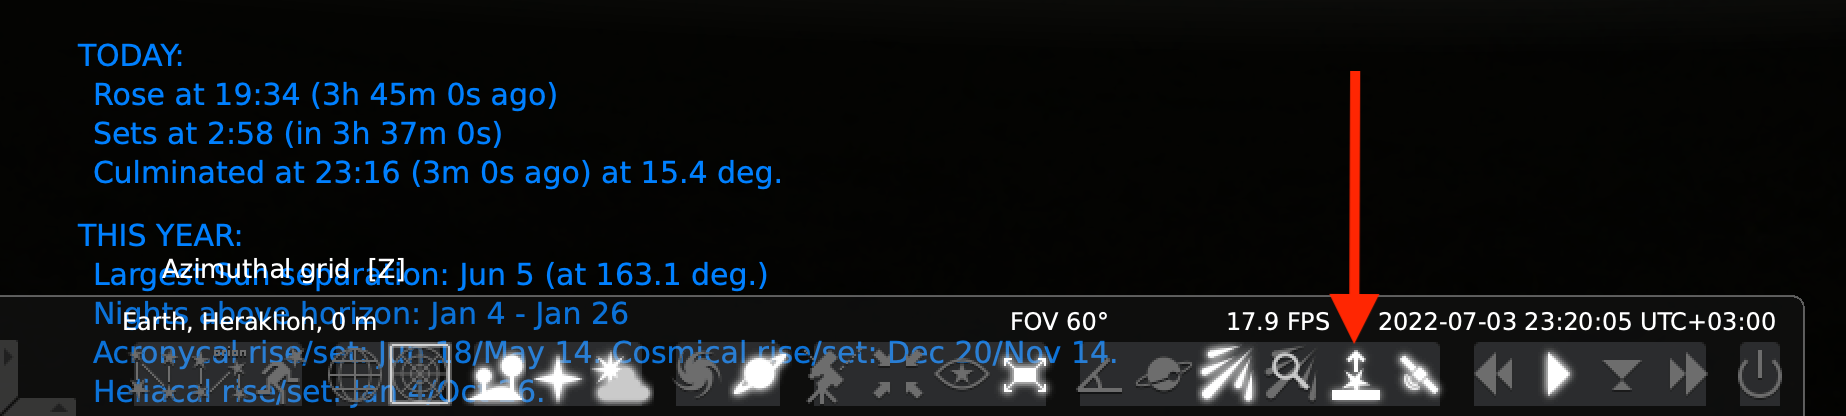 TODAY:
Rose at 19:34 (3h 45m 0s ago)
Sets at 2:58 (in 3h 37m 0s)
Culminated at 23:16 (3m 0s ago) at 15.4 deg.
THIS YEAR:
Largest Sun separation: Jun 5 (at 163.1 deg.)
Azimuthal grid [Z]
Nights above horizon: Jan 4 - Jan 26
Earth, Heraklion, 0 m
FOV 60°
17.9 FPS
2022-07-03 23:20:05 UTC+03:00
Acronycal rise/set: 18/May 14. Cosmical rise/set: Dec 20/Nov 14.
Heliacal rise/set: Jan 4/ 6.